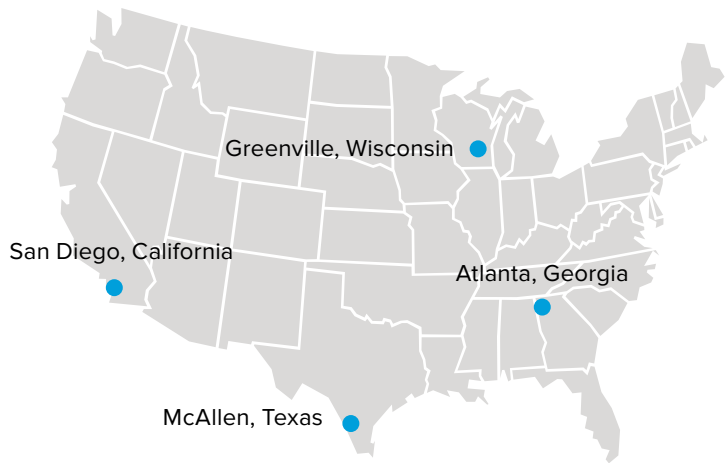 Greenville, Wisconsin
San Diego, California
Atlanta, Georgia
McAllen, Texas